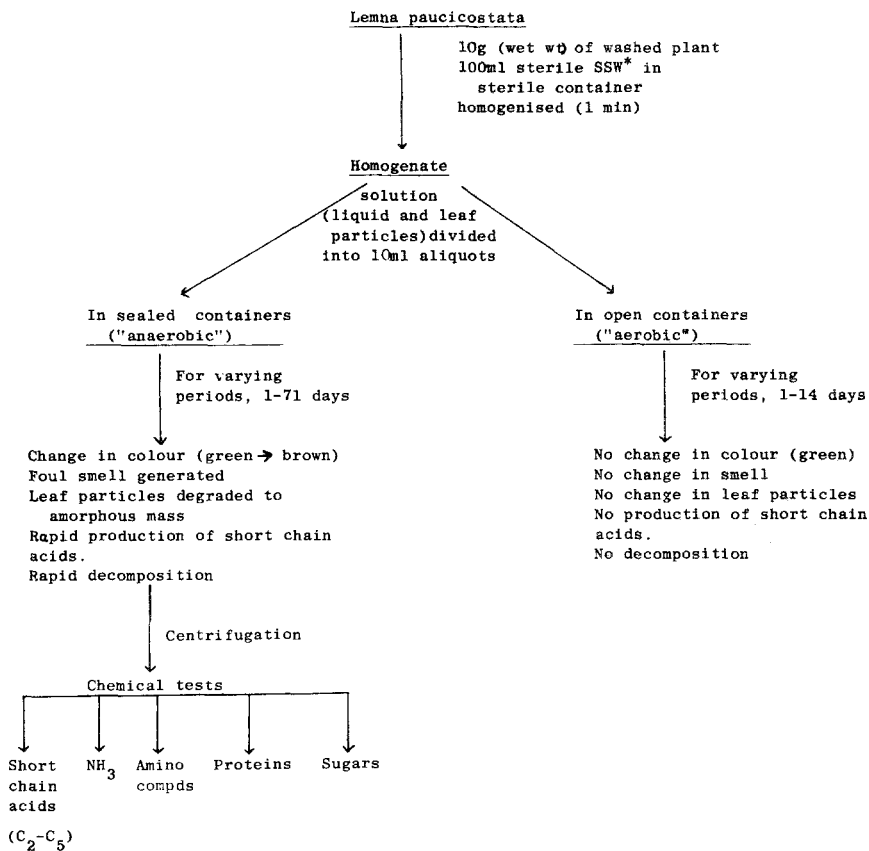 Lemna paucicostata
10g (wet wt) of washed plant
100ml sterile SSW* in
sterile container
homogenised (1 min)
Homogenate
solution
(liquid and leaf
particles)divided
into 10ml aliquots
In sealed containers
("anaerobic")
For varying
periods, 1-71 days
Change in colour (green → brown)
Foul smell generated
Leaf particles degraded to
amorphous mass
Rapid production of short chain
acids.
Rapid decomposition
Centrifugation
Chemical tests
Short
chain
acids
(C2-C5)
NH3
Amino
compds
Proteins
Sugars
In open containers
("aerobic")
For varying
periods, 1-14 days
No change in colour (green)
No change in smell
No change in leaf particles
No production of short chain
acids.
No decomposition